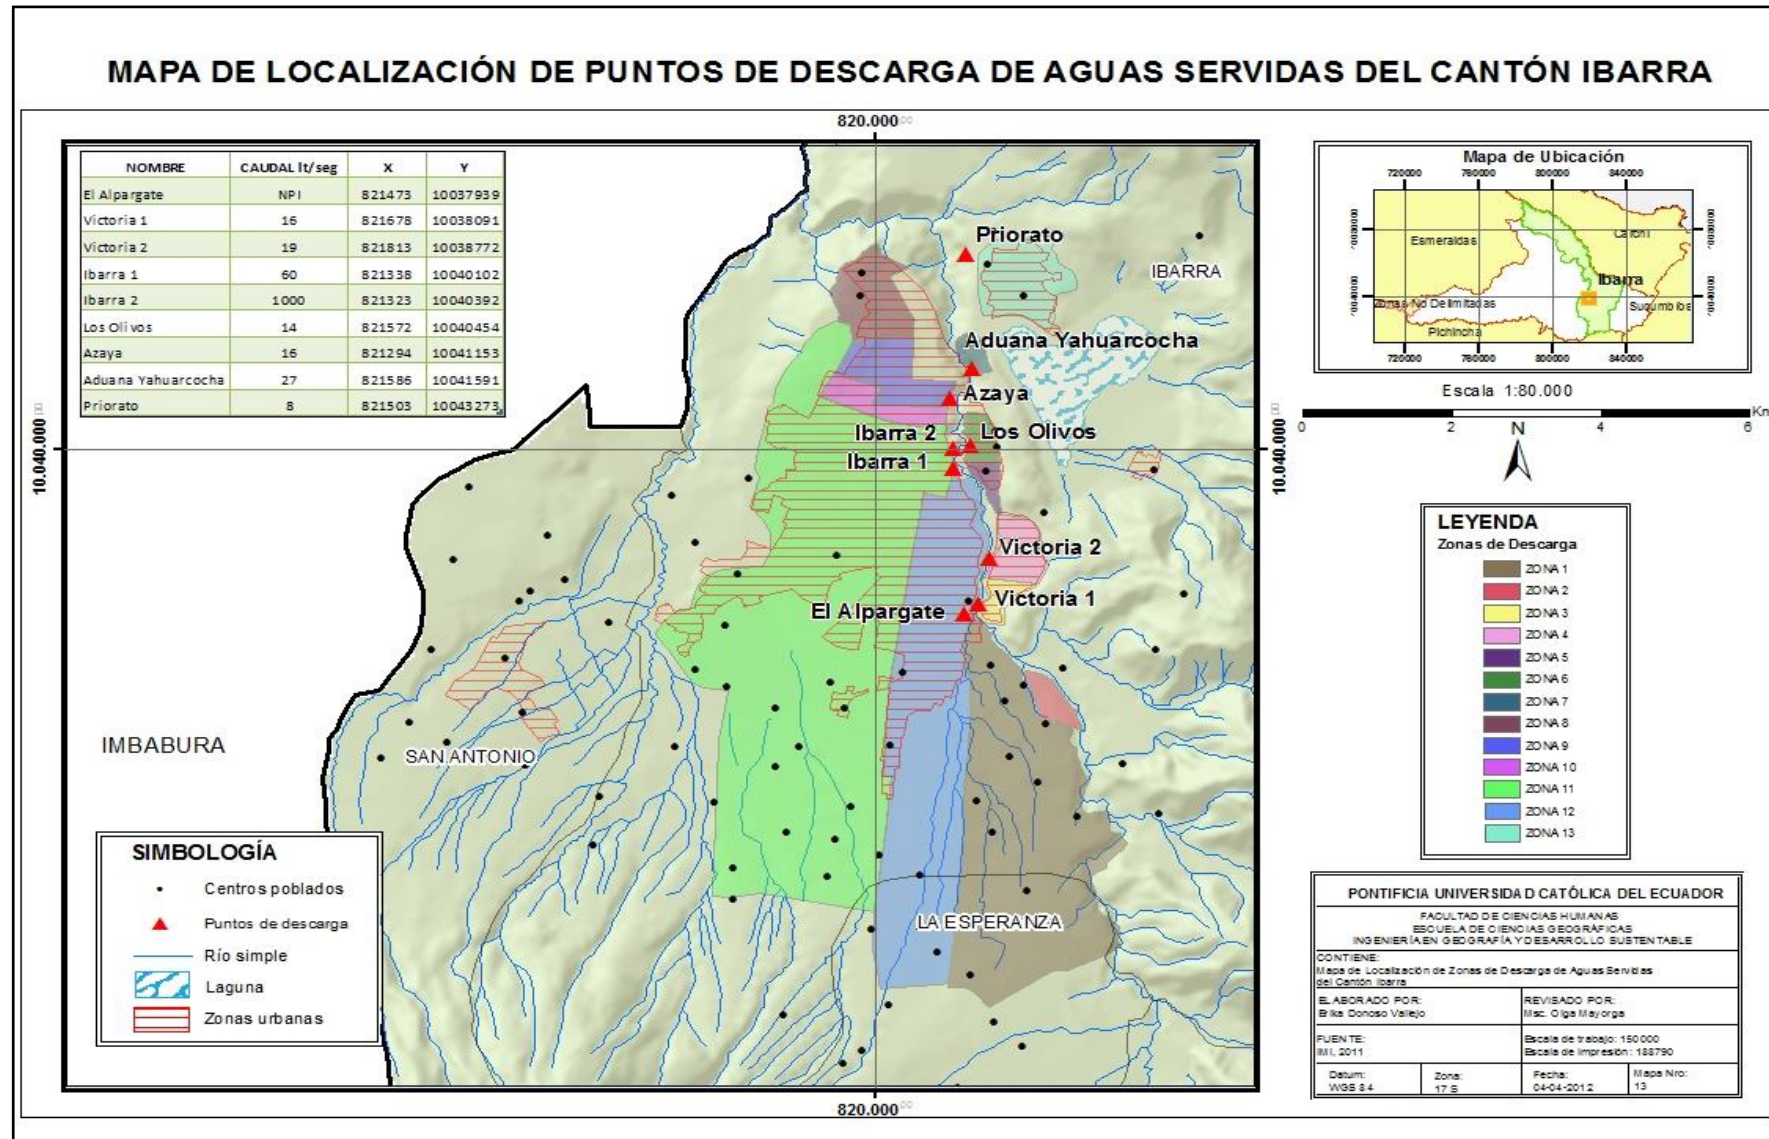 MAPA DE LOCALIZACIÓN DE PUNTOS DE DESCARGA DE AGUAS SERVIDAS DEL CANTÓN IBARRA
820.000
NOMBRE CAUDAL lt/seg X Y
El Alpargate NPI 821473 10037939
Victoria 1 16 821678 10038091
Victoria 2 19 821813 10038772
Ibarra 1 60 821338 10040102
Ibarra 2 1000 821323 10040392
Los Olivos 14 821572 10040454
Azaya 16 821294 10041153
Aduana Yahuarcocha 27 821586 10041591
Priorato 8 821503 10043273
Priorato
IBARRA
Aduana Yahuarcocha
Azaya
Ibarra 2
Los Olivos
Ibarra 1
10.040.000
10.040.000
Victoria 2
Victoria 1
El Alpargate
IMBABURA
SAN ANTONIO
LA ESPERANZA
820.000
SIMBOLOGÍA
Centros poblados
Puntos de descarga
Río simple
Laguna
Zonas urbanas
Mapa de Ubicación
720000 760000 800000 840000
Esmeraldas
Carchi
Ibarra
Zonas No Delimitadas
Sucumbios
Pichincha
720000 760000 800000 840000
Escala 1:80.000
Km
0 2 4 6
N
LEYENDA
Zonas de Descarga
ZONA 1
ZONA 2
ZONA 3
ZONA 4
ZONA 5
ZONA 6
ZONA 7
ZONA 8
ZONA 9
ZONA 10
ZONA 11
ZONA 12
ZONA 13
PONTIFICIA UNIVERSIDAD CATÓLICA DEL ECUADOR
FACULTAD DE CIENCIAS HUMANAS
ESCUELA DE CIENCIAS GEOGRÁFICAS
INGENIERÍA EN GEOGRAFÍA Y DESARROLLO SUSTENTABLE
CONTIENE:
Mapa de Localización de Zonas de Descarga de Aguas Servidas
del Cantón Ibarra
ELABORADO POR:
Erika Donoso Vallejo
REVISADO POR:
Msc. Olga Mayorga
FUENTE:
IMI, 2011
Escala de trabajo: 150000
Escala de impresión: 188790
Datum:
WGS 84
Zona:
17 S
Fecha:
04-04-2012
Mapa Nro:
13